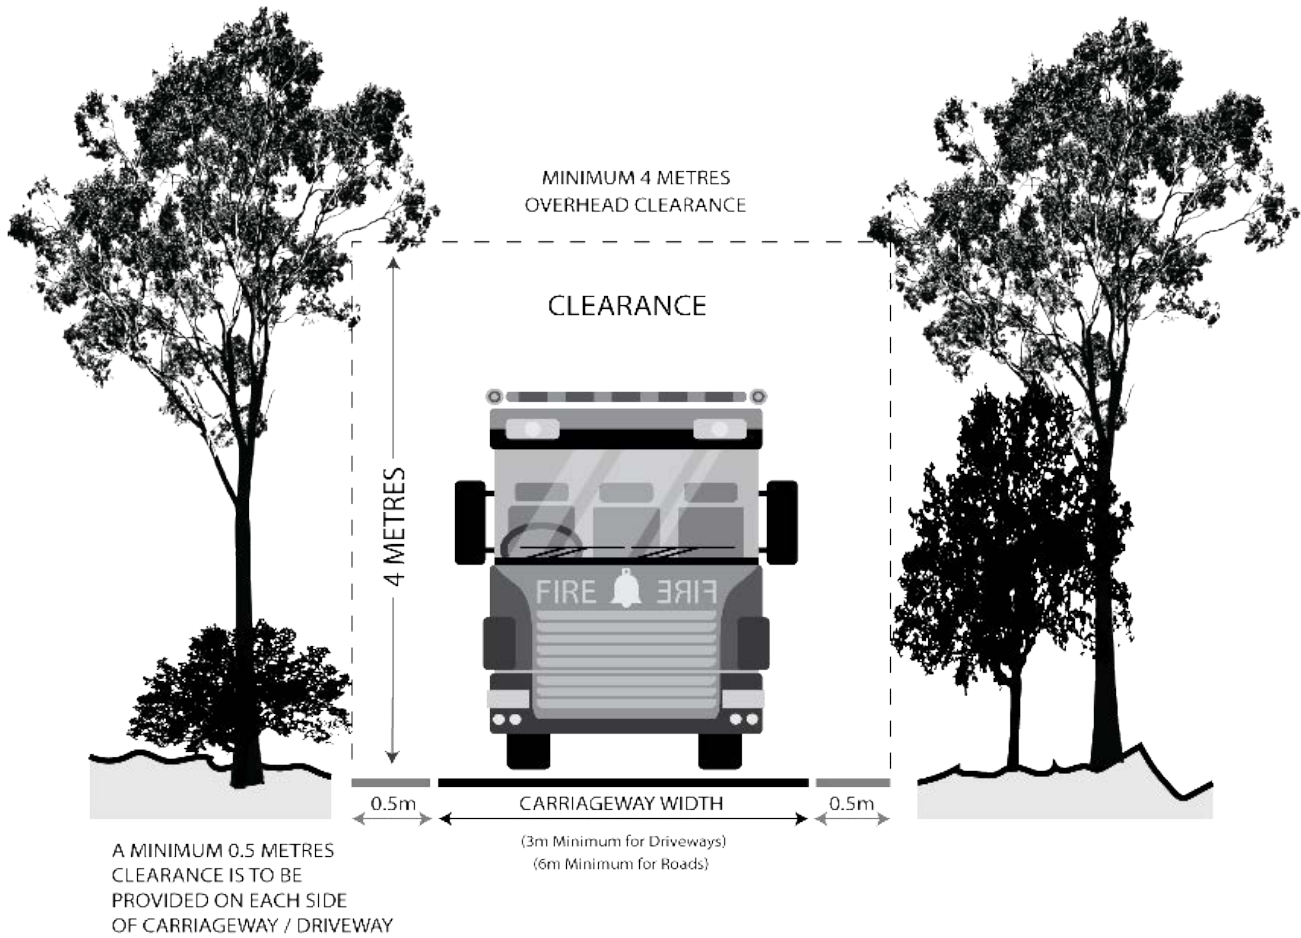 MINIMUM 4 METRES
OVERHEAD CLEARANCE
CLEARANCE
4 METRES
FIRE FIRE
0.5m
CARRIAGEWAY WIDTH
0.5m
(3m Minimum for Driveways)
(6m Minimum for Roads)
A MINIMUM 0.5 METRES
CLEARANCE IS TO BE
PROVIDED ON EACH SIDE
OF CARRIAGEWAY / DRIVEWAY